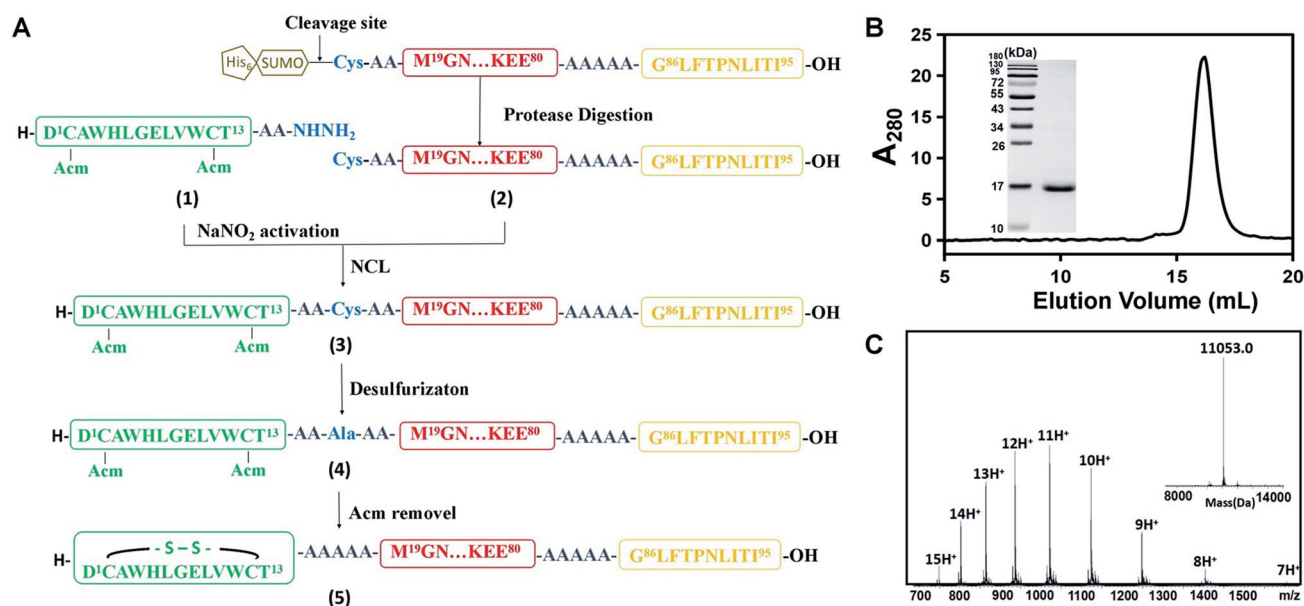 A
Cleavage site
His6 SUMO Cys-AA- M19GN...KEE80 -AAAAA- G86LFTPNLITI95 -OH
Protease Digestion
H- D1CAWHLGELVWCT13 -AA-NHNH2
Acm Acm
Cys-AA- M19GN...KEE80 -AAAAA- G86LFTPNLITI95 -OH
(1) (2)
NaNO2 activation
NCL
H- D1CAWHLGELVWCT13 -AA-Cys-AA- M19GN...KEE80 -AAAAA- G86LFTPNLITI95 -OH
Acm Acm
(3)
Desulfurizaton
H- D1CAWHLGELVWCT13 -AA-Ala-AA- M19GN...KEE80 -AAAAA- G86LFTPNLITI95 -OH
Acm Acm
(4)
Acm removel
H- - S – S -
D1CAWHLGELVWCT13 -AAAAA- M19GN...KEE80 -AAAAA- G86LFTPNLITI95 -OH
(5)
B
A280
25
20
15
10
5
0
5 10 15 20
Elution Volume (mL)
(kDa)
180
130
95
72
55
43
34
26
17
10
C
11053.0
8000 14000
Mass(Da)
15H+
14H+
13H+
12H+
11H+
10H+
9H+
8H+
7H+
700 800 900 1000 1100 1200 1300 1400 1500 m/z